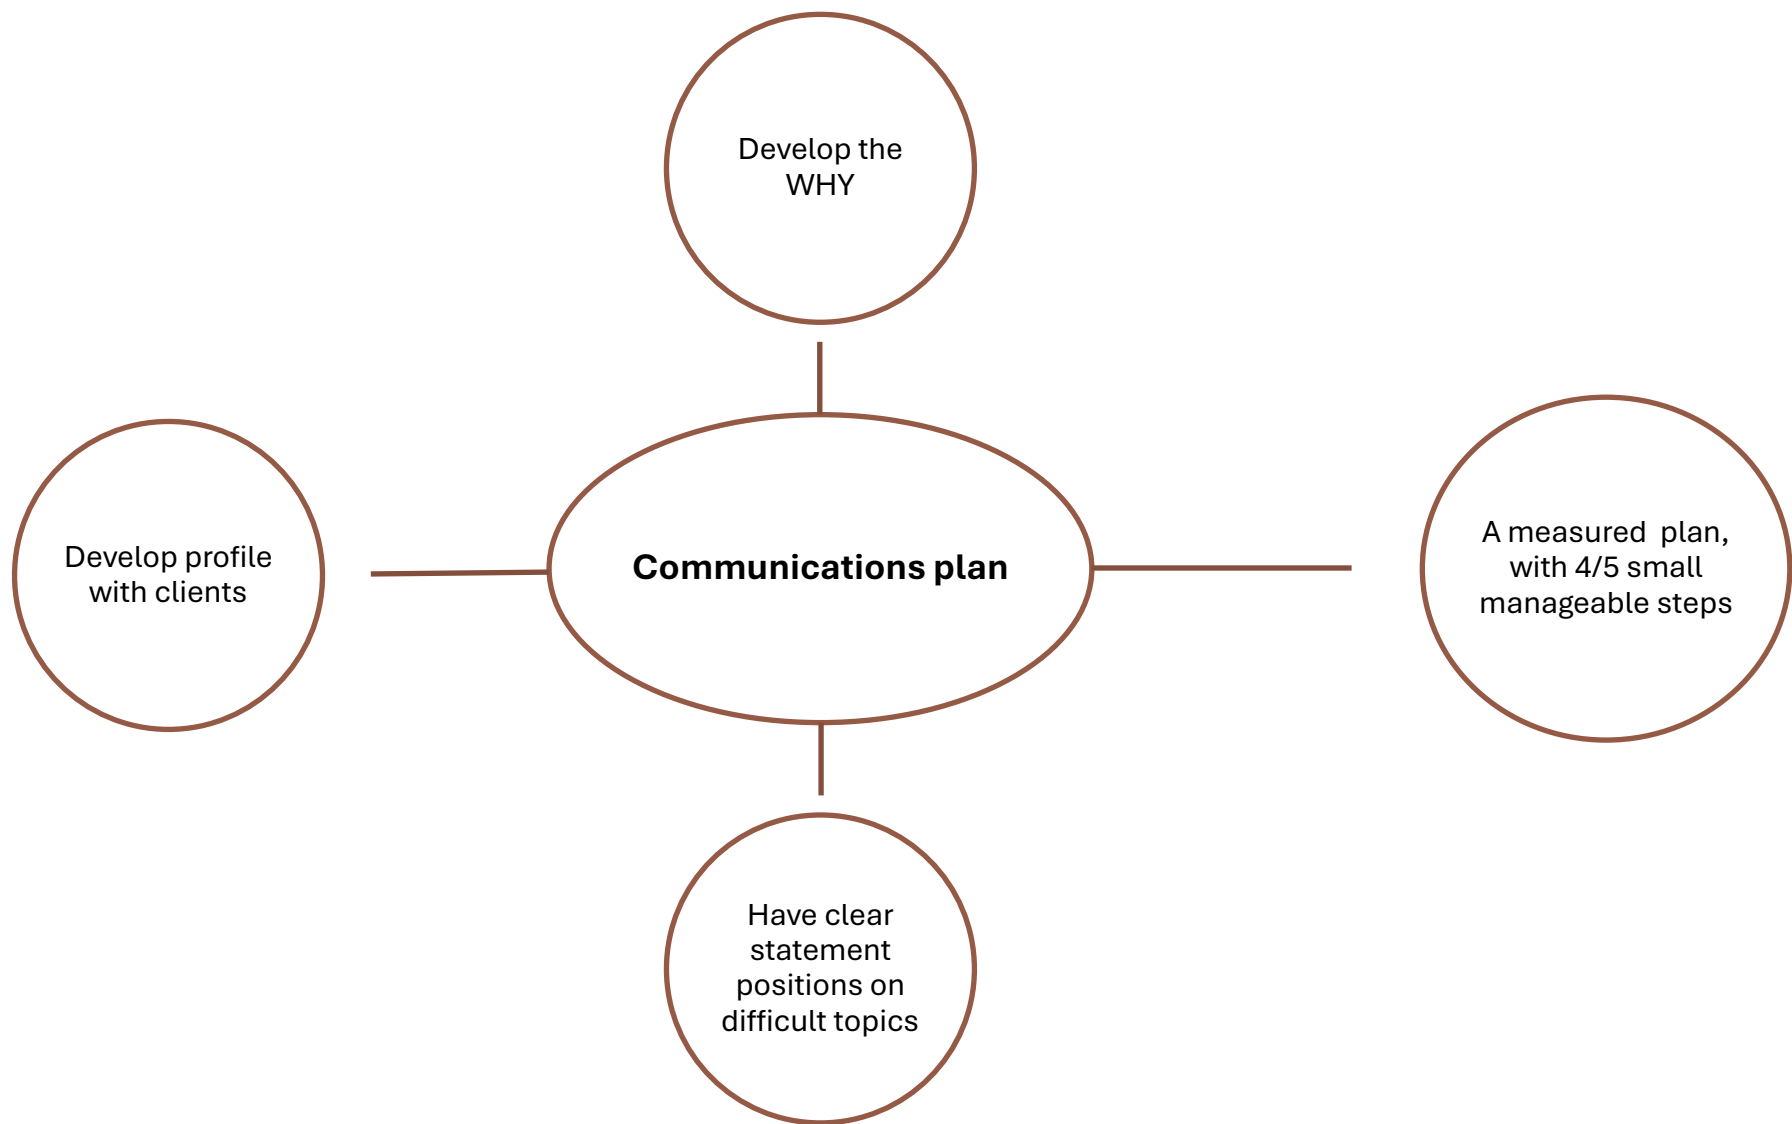 Develop the
WHY
Develop profile
with clients
Communications plan
A measured  plan,
with 4/5 small
manageable steps
Have clear
statement
positions on
difficult topics